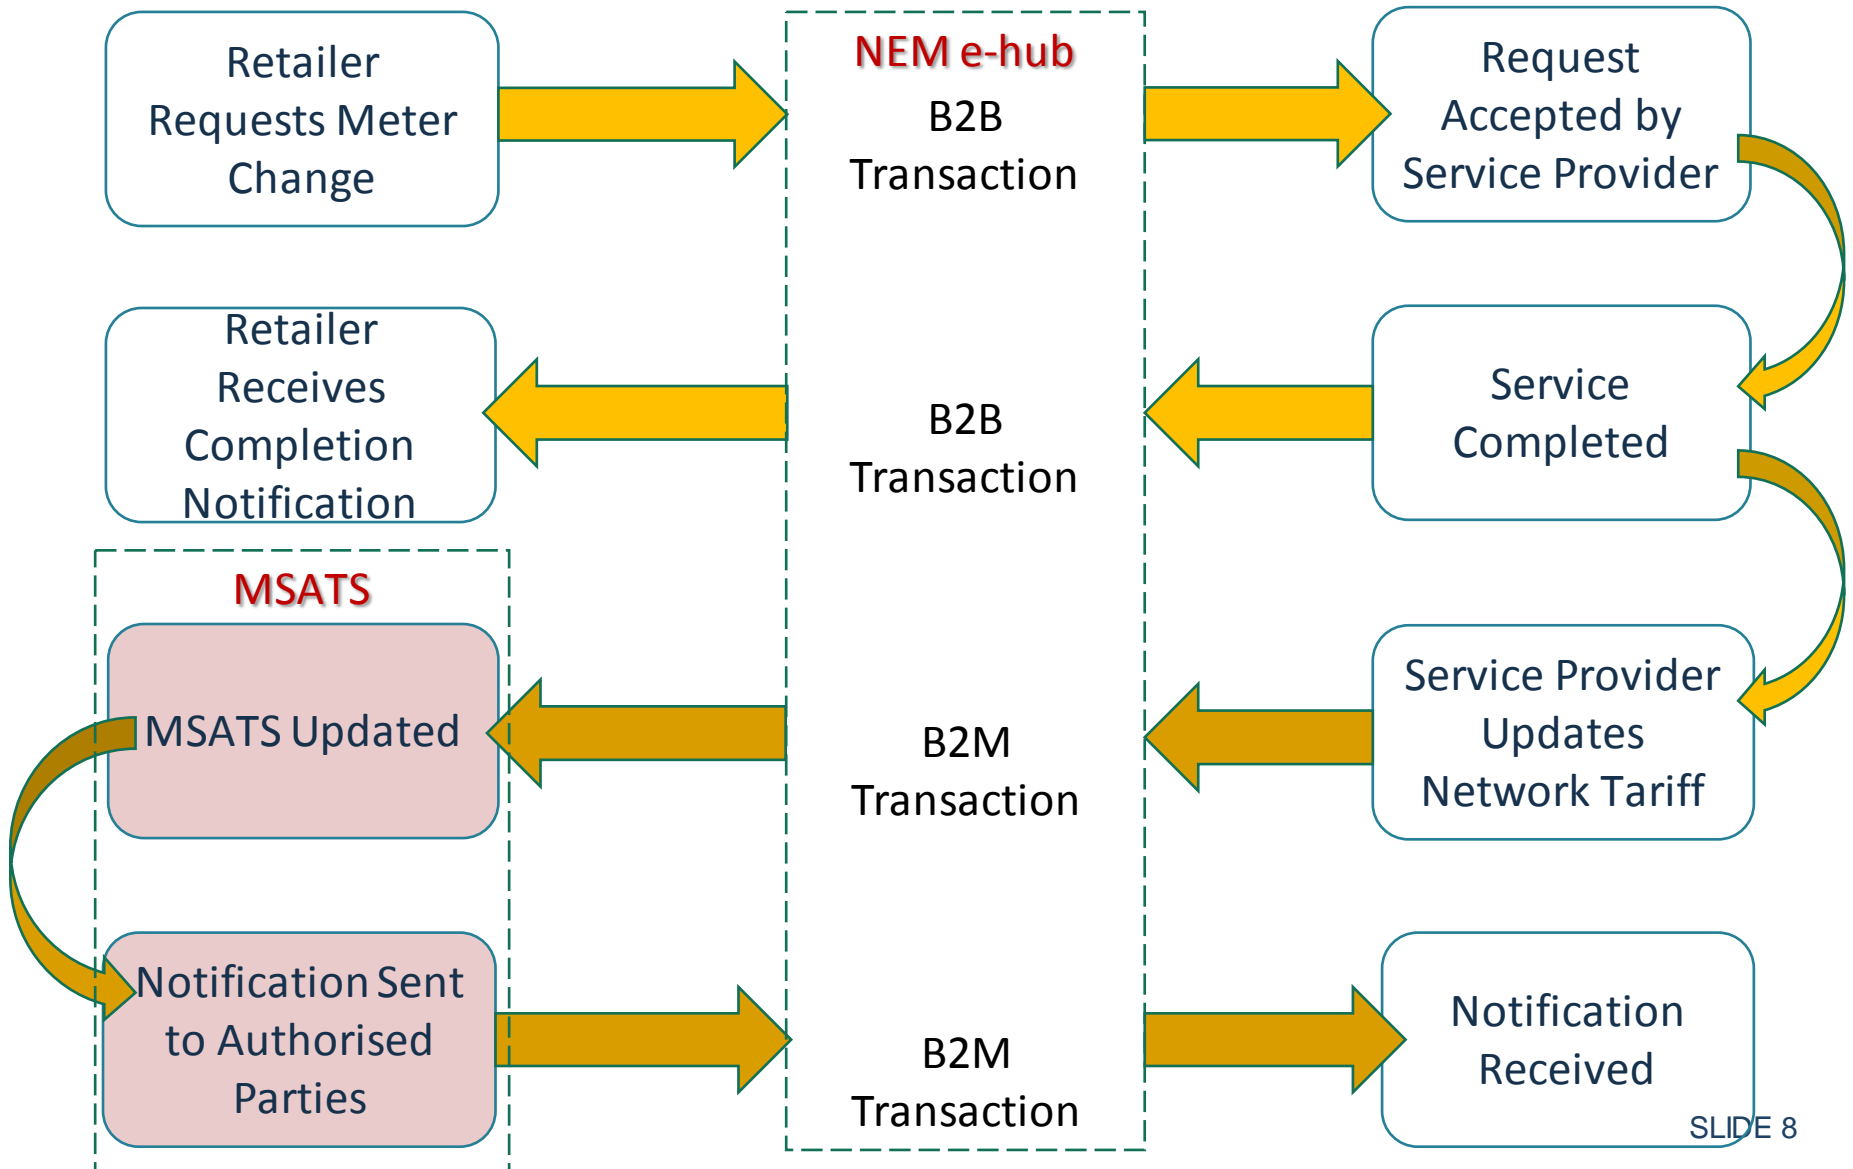 Retailer
Requests Meter
Change
NEM e-hub
B2B
Transaction
Request
Accepted by
Service Provider
Retailer
Receives
Completion
Notification
B2B
Transaction
Service
Completed
MSATS
MSATS Updated
B2M
Transaction
Service Provider
Updates
Network Tariff
Notification Sent
to Authorised
Parties
B2M
Transaction
Notification
Received
SLIDE 8